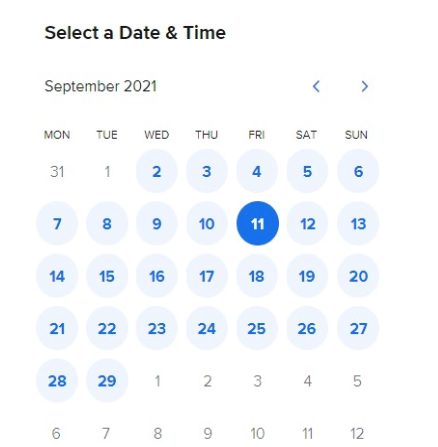 Select a Date & Time
September 2021
MON TUE WED THU FRI SAT SUN
31 1 2 3 4 5 6
7 8 9 10 11 12 13
14 15 16 17 18 19 20
21 22 23 24 25 26 27
28 29 1 2 3 4 5
6 7 8 9 10 11 12